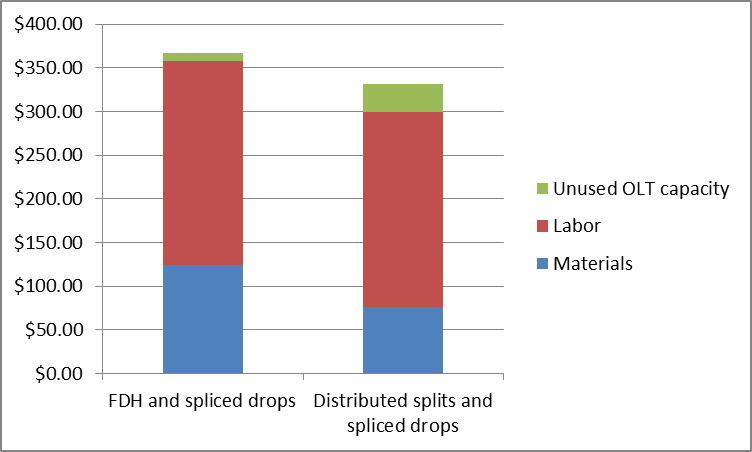 $400.00
$350.00
$300.00
$250.00
$200.00
$150.00
$100.00
$50.00
$0.00
FDH and spliced drops
Distributed splits and
spliced drops
Unused OLT capacity
Labor
Materials